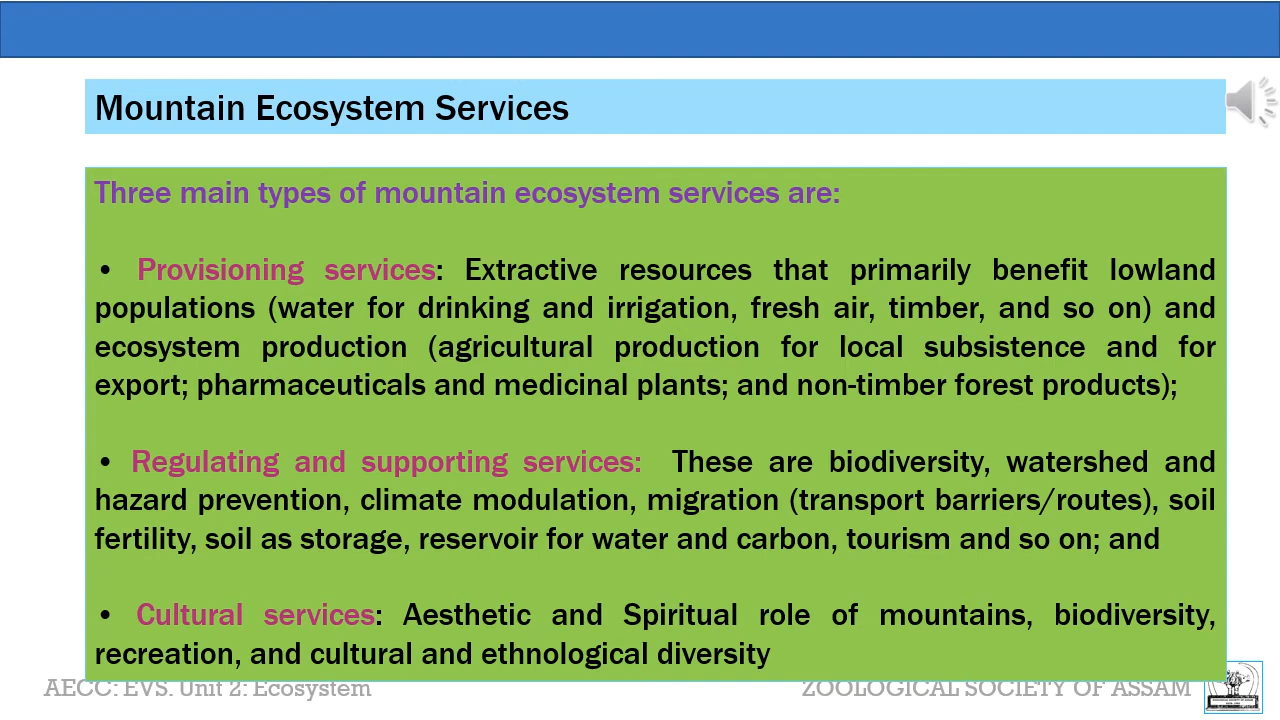 Mountain Ecosystem Services
Three main types of mountain ecosystem services are:
• Provisioning services: Extractive resources that primarily benefit lowland
populations (water for drinking and irrigation, fresh air, timber, and so on) and
ecosystem production (agricultural production for local subsistence and for
export; pharmaceuticals and medicinal plants; and non-timber forest products);
• Regulating and supporting services: These are biodiversity, watershed and
hazard prevention, climate modulation, migration (transport barriers/routes), soil
fertility, soil as storage, reservoir for water and carbon, tourism and so on; and
• Cultural services: Aesthetic and Spiritual role of mountains, biodiversity,
recreation, and cultural and ethnological diversity
AECC: EVS. Unit 2: Ecosystem
ZOOLOGICAL SOCIETY OF ASSAM